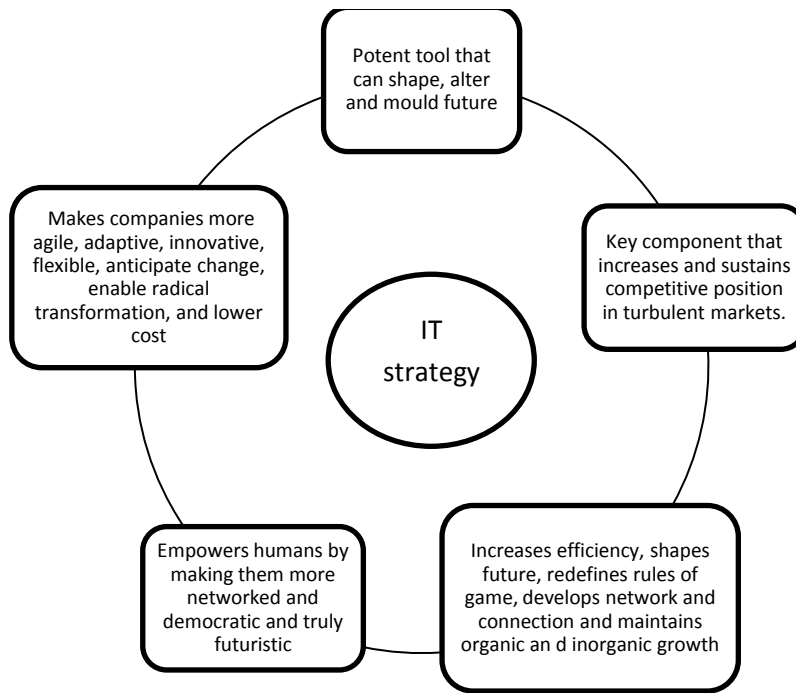 Potent tool that
can shape, alter
and mould future
Key component that
increases and sustains
competitive position
in turbulent markets.
Increases efficiency, shapes
future, redefines rules of
game, develops network and
connection and maintains
organic an d inorganic growth
Empowers humans by
making them more
networked and
democratic and truly
futuristic
Makes companies more
agile, adaptive, innovative,
flexible, anticipate change,
enable radical
transformation, and lower
cost
IT
strategy